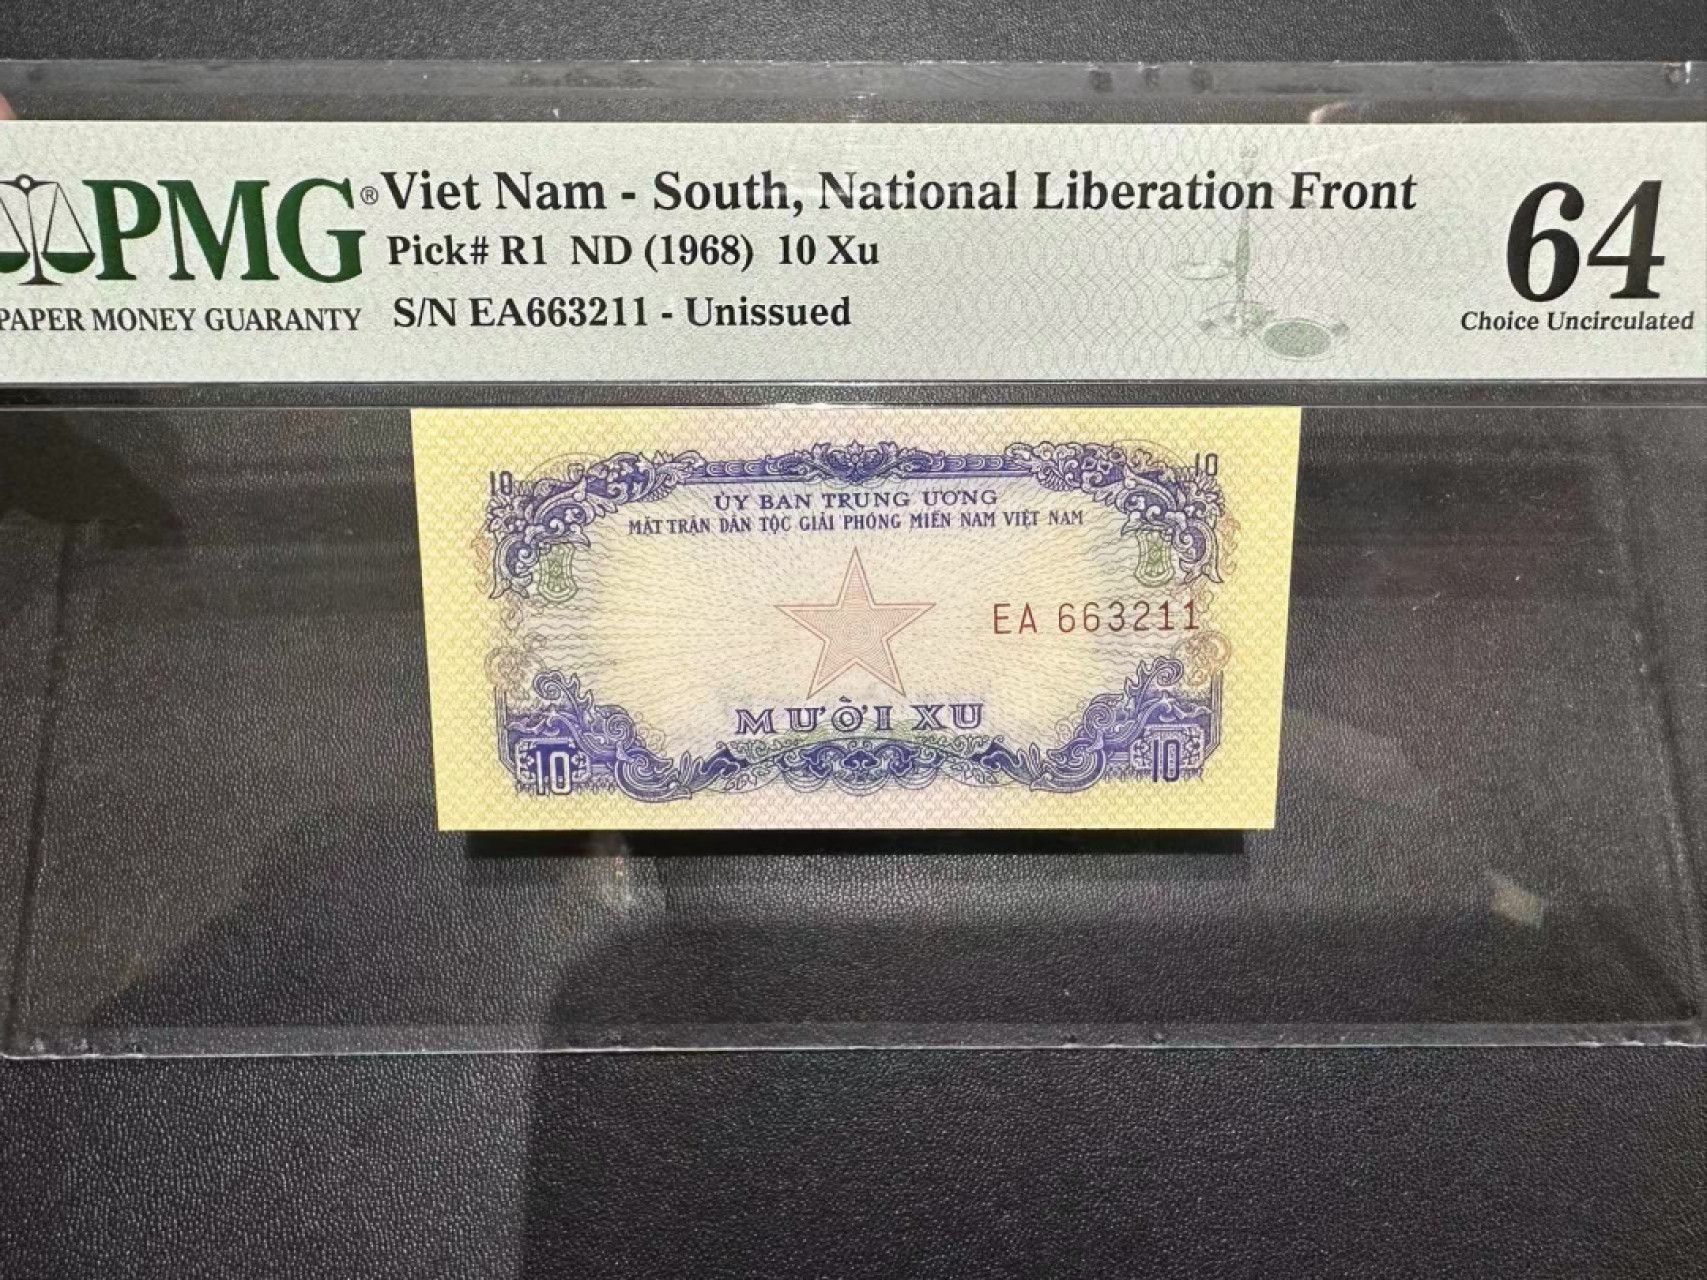 PMG® Viet Nam - South, National Liberation Front 64
Pick# R1 ND (1968) 10 Xu
PAPER MONEY GUARANTY S/N EA663211 - Unissued Choice Uncirculated
10 10
ỦY BAN TRUNG ƯƠNG
MẶT TRẬN DÂN TỘC GIẢI PHÓNG MIỀN NAM VIỆT NAM
EA 663211
MƯỜI XU
10 10